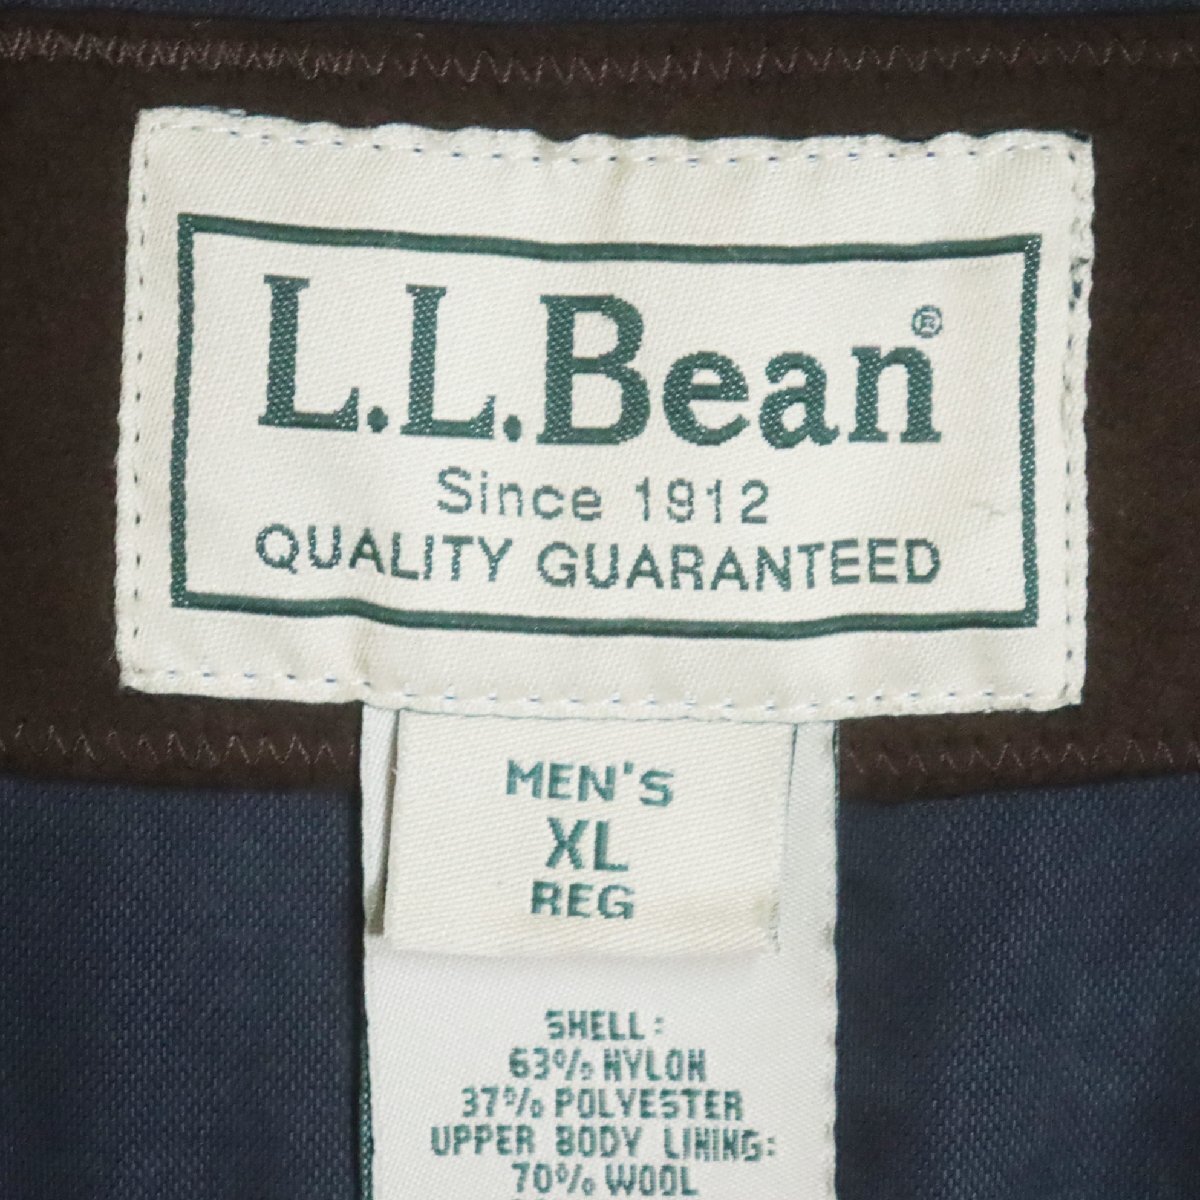 L.L.Bean®
Since 1912
QUALITY GUARANTEED
MEN'S
XL
REG
SHELL:
63% NYLON
37% POLYESTER
UPPER BODY LINING:
70% WOOL